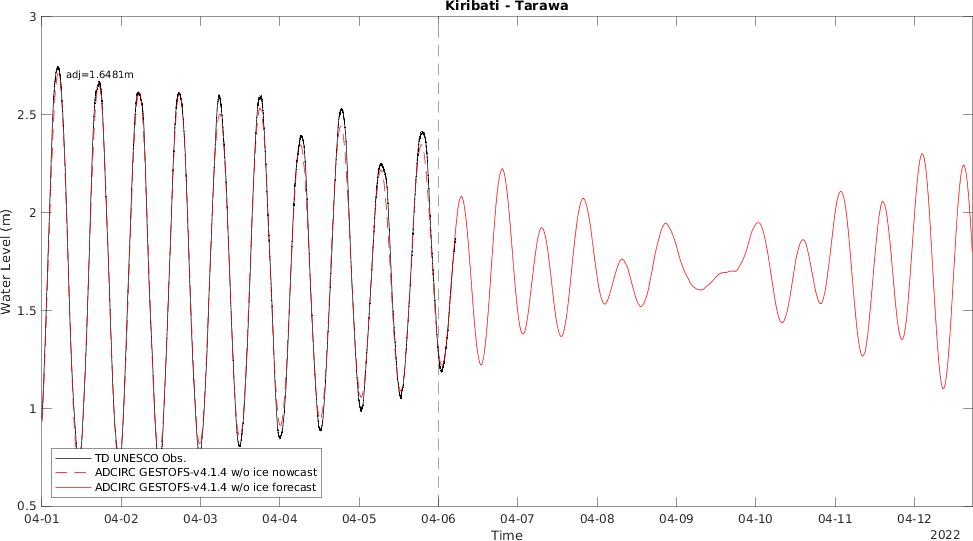 Kiribati - Tarawa
3
adj=1.6481m
2.5
2
1.5
1
0.5
Water Level (m)
TD UNESCO Obs.
ADCIRC GESTOFS-v4.1.4 w/o ice nowcast
ADCIRC GESTOFS-v4.1.4 w/o ice forecast
04-01 04-02 04-03 04-04 04-05 04-06 04-07 04-08 04-09 04-10 04-11 04-12
Time
2022